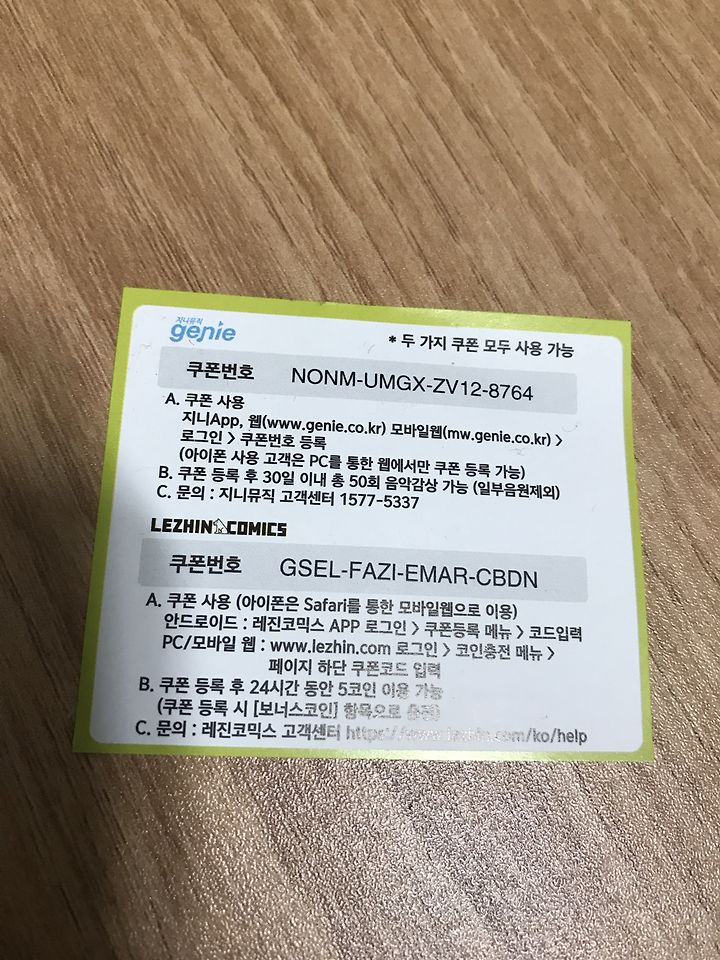 지니뮤직
genie
* 두 가지 쿠폰 모두 사용 가능
쿠폰번호 NONM-UMGX-ZV12-8764
A. 쿠폰 사용
지니App, 웹(www.genie.co.kr) 모바일웹(mw.genie.co.kr) >
로그인 > 쿠폰번호 등록
(아이폰 사용 고객은 PC를 통한 웹에서만 쿠폰 등록 가능)
B. 쿠폰 등록 후 30일 이내 총 50회 음악감상 가능 (일부음원제외)
C. 문의 : 지니뮤직 고객센터 1577-5337
LEZHIN COMICS
쿠폰번호 GSEL-FAZI-EMAR-CBDN
A. 쿠폰 사용 (아이폰은 Safari를 통한 모바일웹으로 이용)
안드로이드 : 레진코믹스 APP 로그인 > 쿠폰등록 메뉴 > 코드입력
PC/모바일 웹 : www.lezhin.com 로그인 > 코인충전 메뉴 >
페이지 하단 쿠폰코드 입력
B. 쿠폰 등록 후 24시간 동안 5코인 이용 가능
(쿠폰 등록 시 [보너스코인] 항목으로 충전)
C. 문의 : 레진코믹스 고객센터 https://www.lezhin.com/ko/help